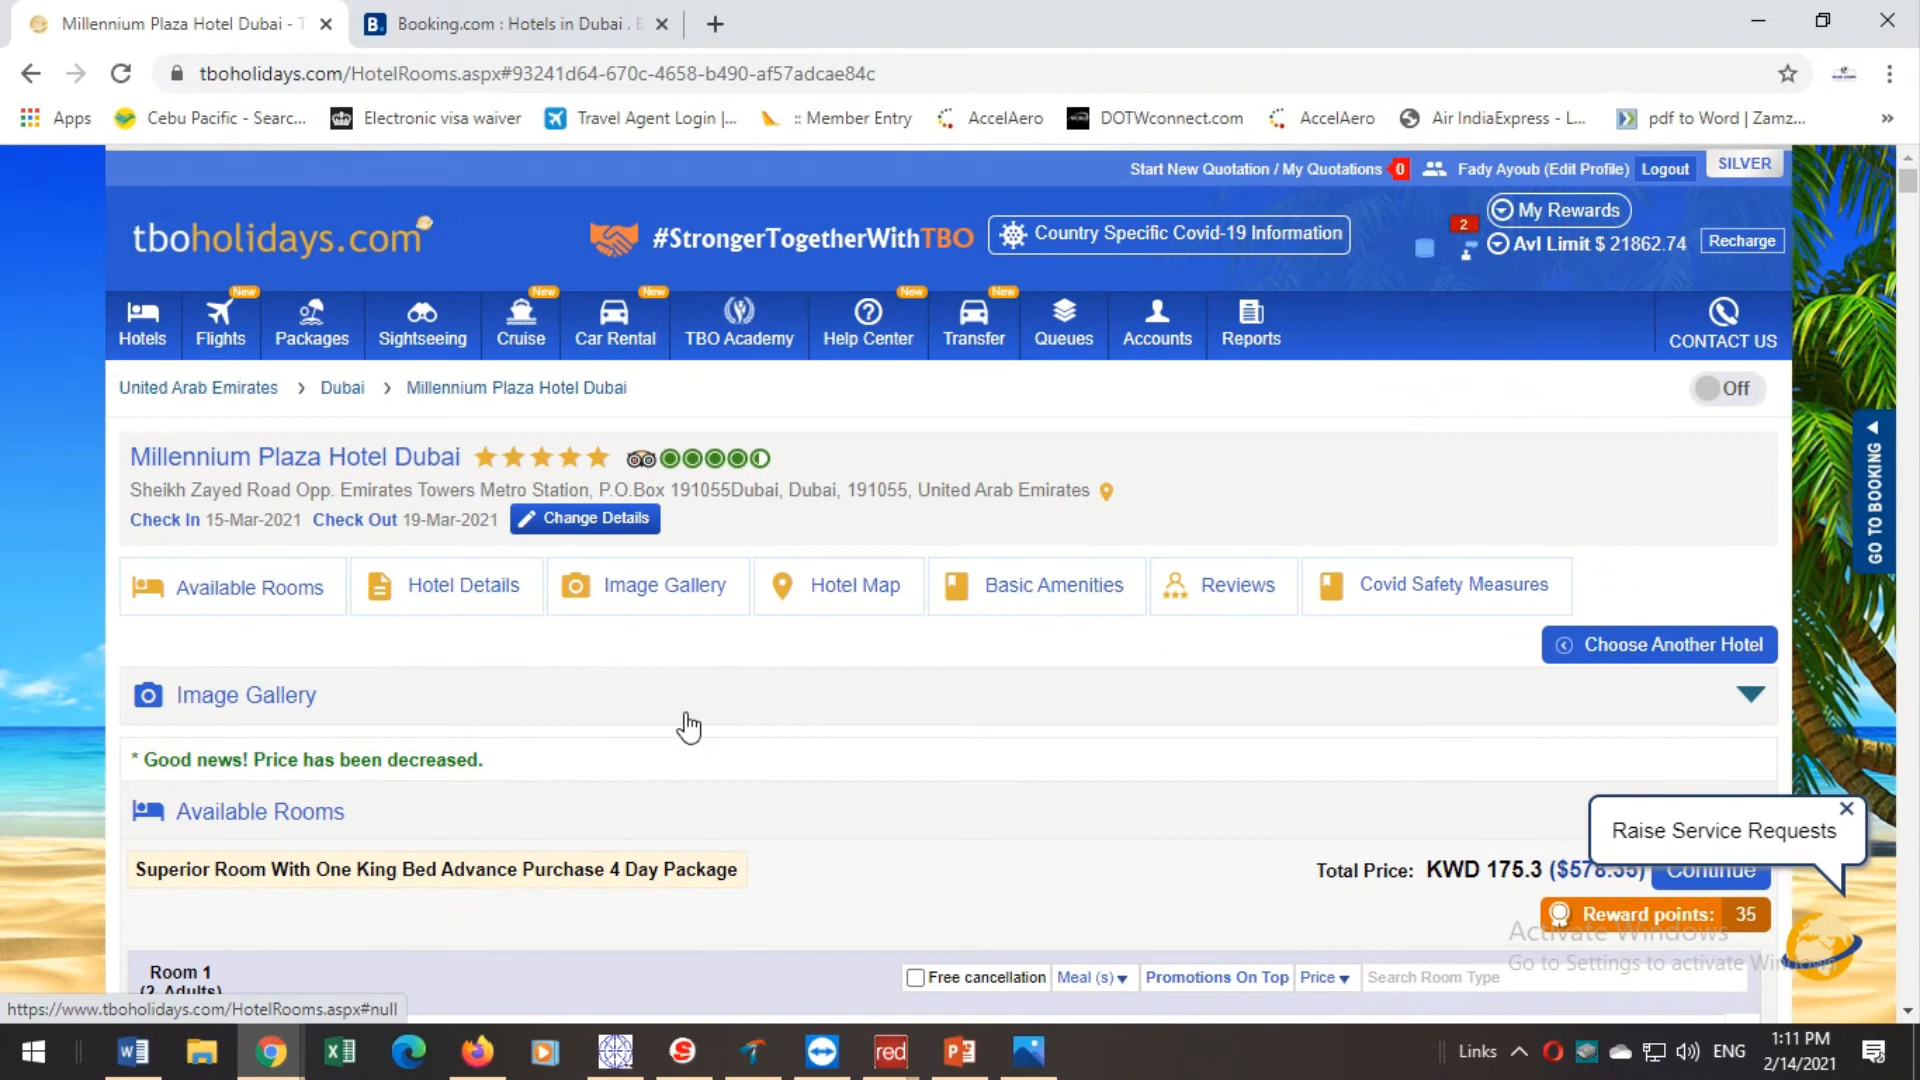 Millennium Plaza Hotel Dubai - T
Booking.com : Hotels in Dubai . E
tboholidays.com/HotelRooms.aspx#93241d64-670c-4658-b490-af57adcae84c
Apps
Cebu Pacific - Searc...
Electronic visa waiver
Travel Agent Login |...
:: Member Entry
AccelAero
DOTWconnect.com
AccelAero
Air IndiaExpress - L...
pdf to Word | Zamz...
»
Start New Quotation / My Quotations 0
Fady Ayoub (Edit Profile)
Logout
SILVER
tboholidays.com
#StrongerTogetherWithTBO
Country Specific Covid-19 Information
2
My Rewards
Avl Limit $ 21862.74
Recharge
New New New New New
Hotels
Flights
Packages
Sightseeing
Cruise
Car Rental
TBO Academy
Help Center
Transfer
Queues
Accounts
Reports
CONTACT US
United Arab Emirates > Dubai > Millennium Plaza Hotel Dubai
Off
Millennium Plaza Hotel Dubai
Sheikh Zayed Road Opp. Emirates Towers Metro Station, P.O.Box 191055Dubai, Dubai, 191055, United Arab Emirates
Check In 15-Mar-2021 Check Out 19-Mar-2021 Change Details
GO TO BOOKING
Available Rooms
Hotel Details
Image Gallery
Hotel Map
Basic Amenities
Reviews
Covid Safety Measures
Choose Another Hotel
Image Gallery
* Good news! Price has been decreased.
Available Rooms
Raise Service Requests
Superior Room With One King Bed Advance Purchase 4 Day Package
Total Price: KWD 175.3 ($578.35) Continue
Reward points: 35
Activate Windows
Go to Settings to activate Windows.
Room 1
(2 Adults)
Free cancellation
Meal (s)
Promotions On Top
Price
Search Room Type
https://www.tboholidays.com/HotelRooms.aspx#null
Links
ENG
1:11 PM
2/14/2021